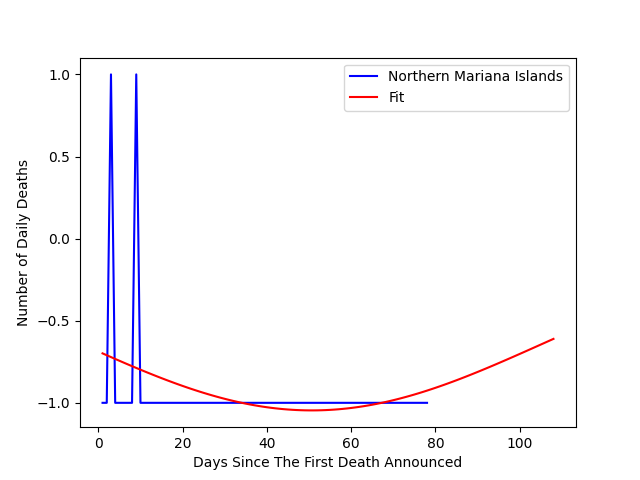 Northern Mariana Islands
Fit
1.0
0.5
0.0
−0.5
−1.0
Number of Daily Deaths
0 20 40 60 80 100
Days Since The First Death Announced